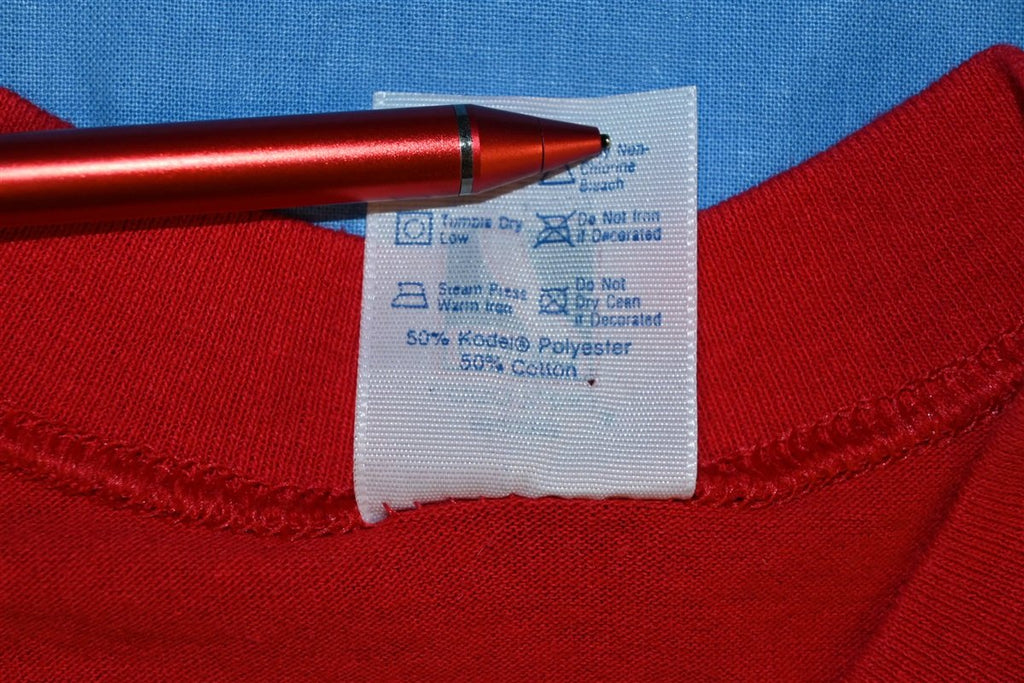 Non-
Chlorine
Bleach
Tumble Dry
Low
Do Not Iron
if Decorated
Steam Press
Warm Iron
Do Not
Dry Clean
if Decorated
50% Kodel® Polyester
50% Cotton